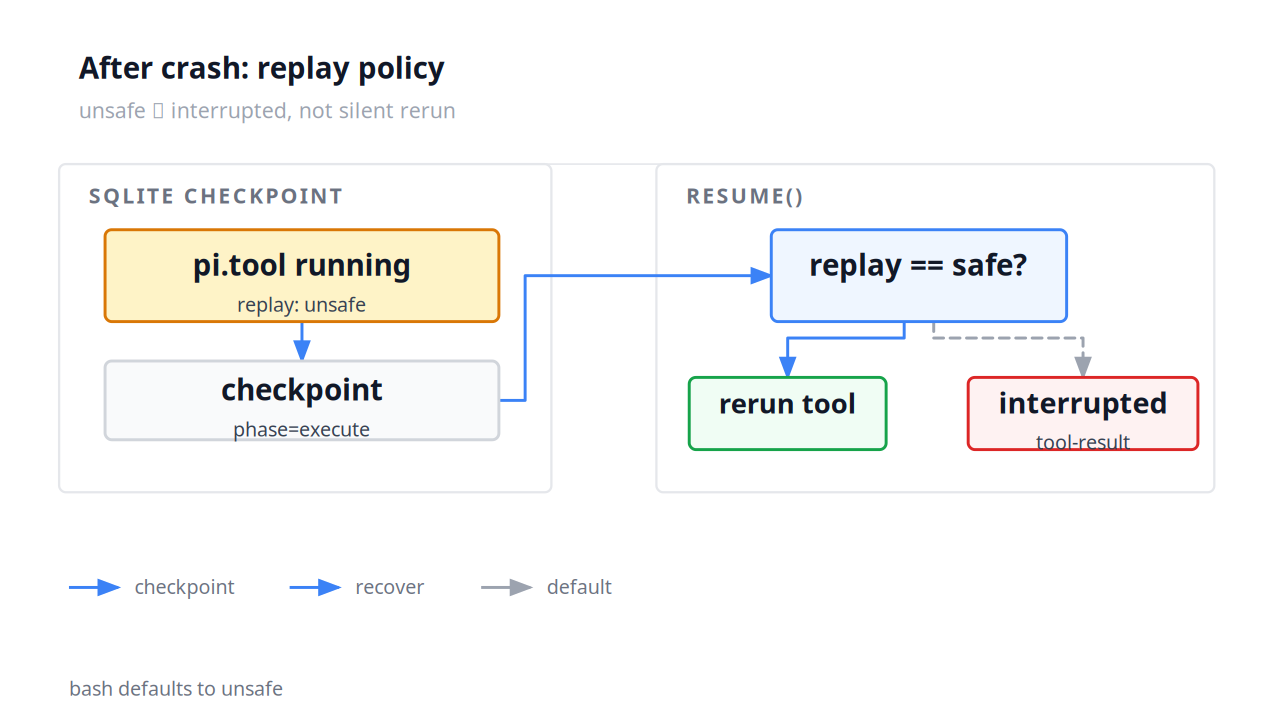 After crash: replay policy
unsafe ▯ interrupted, not silent rerun
SQLITE CHECKPOINT
RESUME()
pi.tool running
replay: unsafe
replay == safe?
checkpoint
phase=execute
rerun tool
interrupted
tool-result
checkpoint
recover
default
bash defaults to unsafe